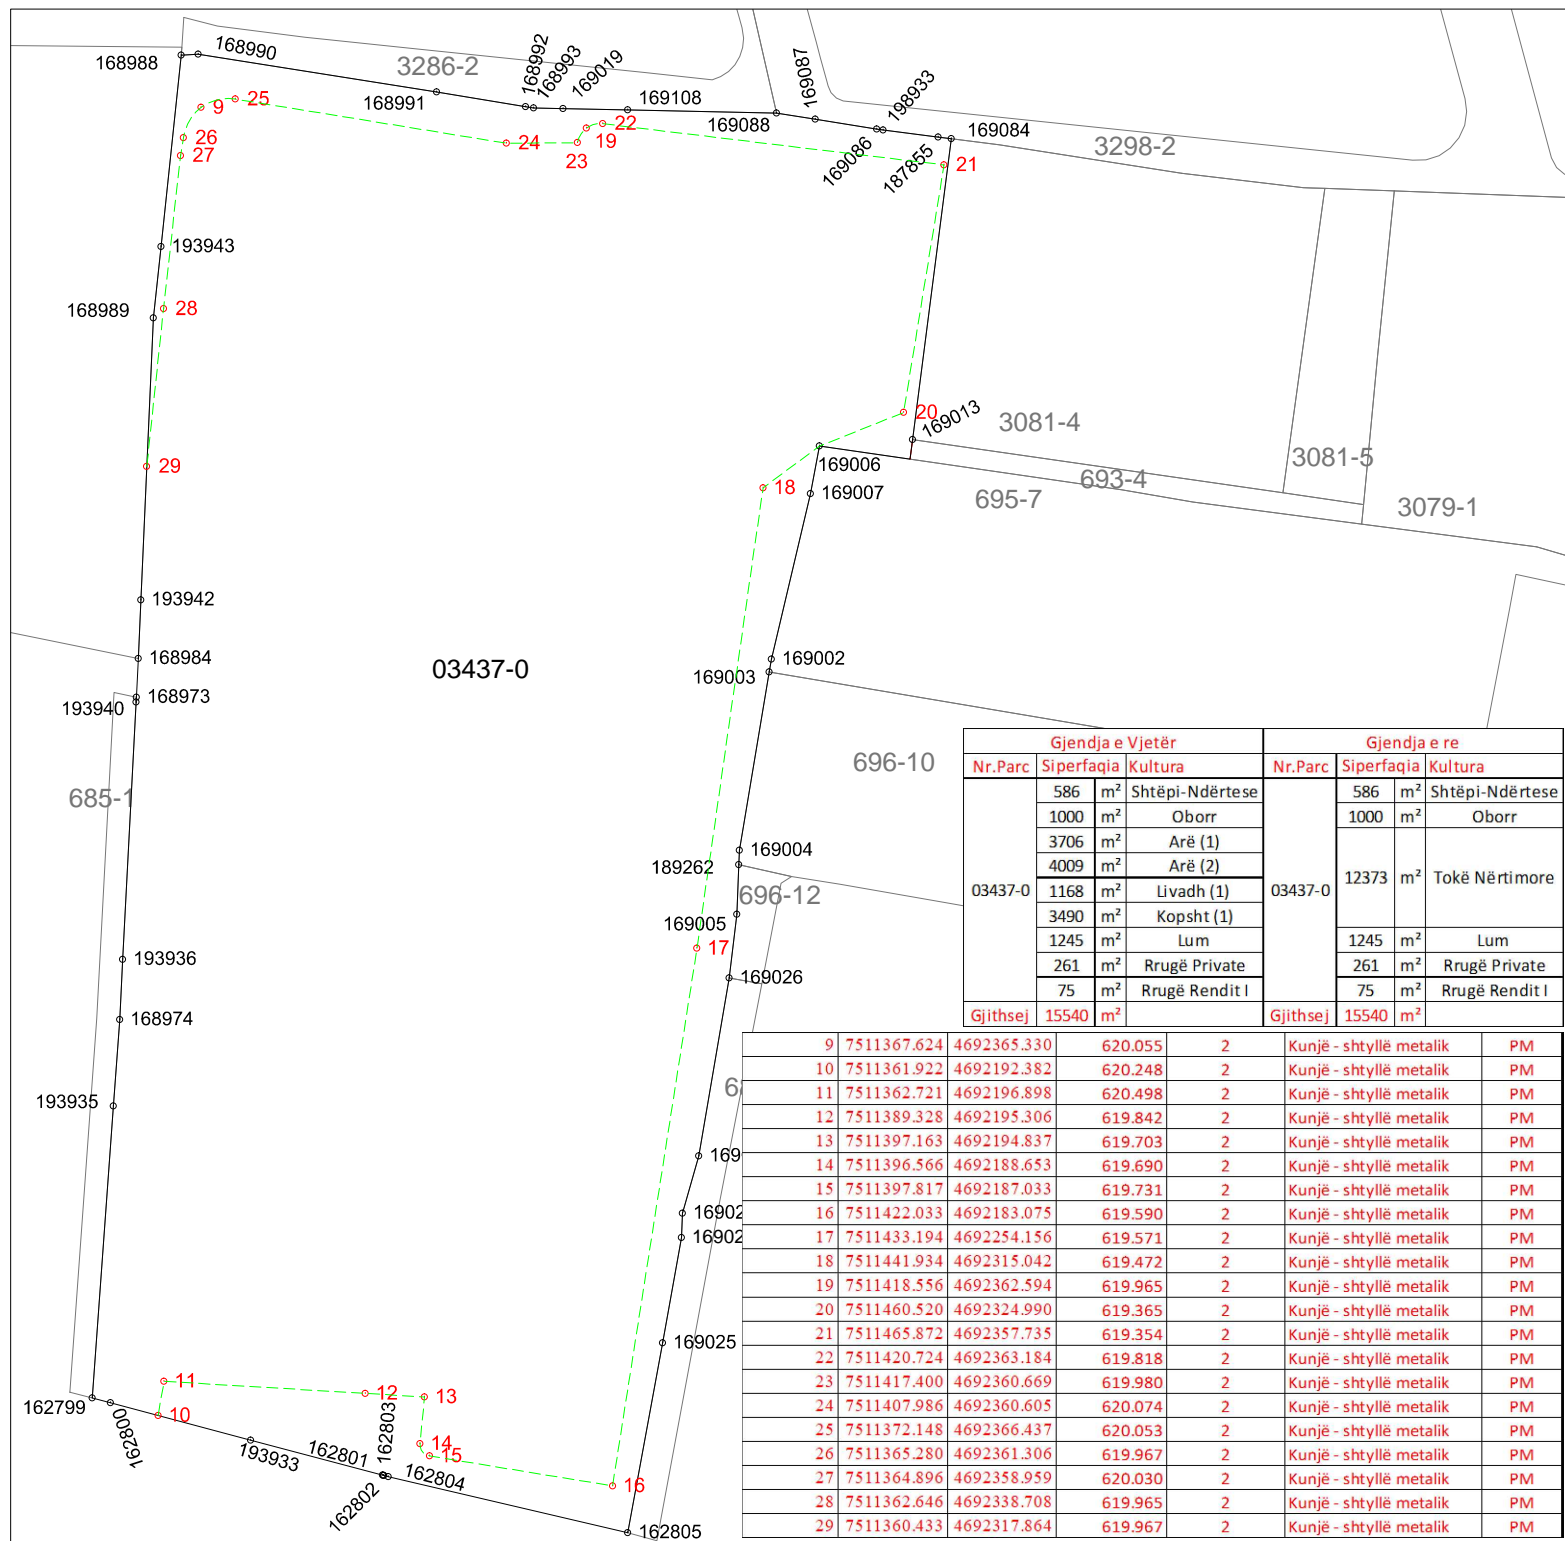 168988
168990
3286-2
168992
168993
169019
169087
198933
168991
169108
169088
169086
187855
169084
3298-2
9
25
26
27
24
23
19
22
21
193943
168989
28
20
169013
3081-4
3081-5
693-4
695-7
3079-1
29
169006
18
169007
193942
168984
168973
193940
03437-0
169002
169003
696-10
685-1
169004
189262
696-12
169005
17
193936
169026
168974
193935
Gjendja e Vjetër Gjendja e re
Nr.Parc Siperfaqia Kultura Nr.Parc Siperfaqia Kultura
586 m² Shtëpi-Ndërtese 586 m² Shtëpi-Ndërtese
1000 m² Oborr 1000 m² Oborr
3706 m² Arë (1)
4009 m² Arë (2)
03437-0 1168 m² Livadh (1) 03437-0 12373 m² Tokë Nërtimore
3490 m² Kopsht (1)
1245 m² Lum 1245 m² Lum
261 m² Rrugë Private 261 m² Rrugë Private
75 m² Rrugë Rendit I 75 m² Rrugë Rendit I
Gjithsej 15540 m² Gjithsej 15540 m²
9 7511367.624 4692365.330 620.055 2 Kunjë - shtyllë metalik PM
10 7511361.922 4692192.382 620.248 2 Kunjë - shtyllë metalik PM
11 7511362.721 4692196.898 620.498 2 Kunjë - shtyllë metalik PM
12 7511389.328 4692195.306 619.842 2 Kunjë - shtyllë metalik PM
13 7511397.163 4692194.837 619.703 2 Kunjë - shtyllë metalik PM
14 7511396.566 4692188.653 619.690 2 Kunjë - shtyllë metalik PM
15 7511397.817 4692187.033 619.731 2 Kunjë - shtyllë metalik PM
16 7511422.033 4692183.075 619.590 2 Kunjë - shtyllë metalik PM
17 7511433.194 4692254.156 619.571 2 Kunjë - shtyllë metalik PM
18 7511441.934 4692315.042 619.472 2 Kunjë - shtyllë metalik PM
19 7511418.556 4692362.594 619.965 2 Kunjë - shtyllë metalik PM
20 7511460.520 4692324.990 619.365 2 Kunjë - shtyllë metalik PM
21 7511465.872 4692357.735 619.354 2 Kunjë - shtyllë metalik PM
22 7511420.724 4692363.184 619.818 2 Kunjë - shtyllë metalik PM
23 7511417.400 4692360.669 619.980 2 Kunjë - shtyllë metalik PM
24 7511407.986 4692360.605 620.074 2 Kunjë - shtyllë metalik PM
25 7511372.148 4692366.437 620.053 2 Kunjë - shtyllë metalik PM
26 7511365.280 4692361.306 619.967 2 Kunjë - shtyllë metalik PM
27 7511364.896 4692358.959 620.030 2 Kunjë - shtyllë metalik PM
28 7511362.646 4692338.708 619.965 2 Kunjë - shtyllë metalik PM
29 7511360.433 4692317.864 619.967 2 Kunjë - shtyllë metalik PM
169025
11
12
13
162799
162800
10
193933
162801
162803
162802
162804
14
15
16
162805